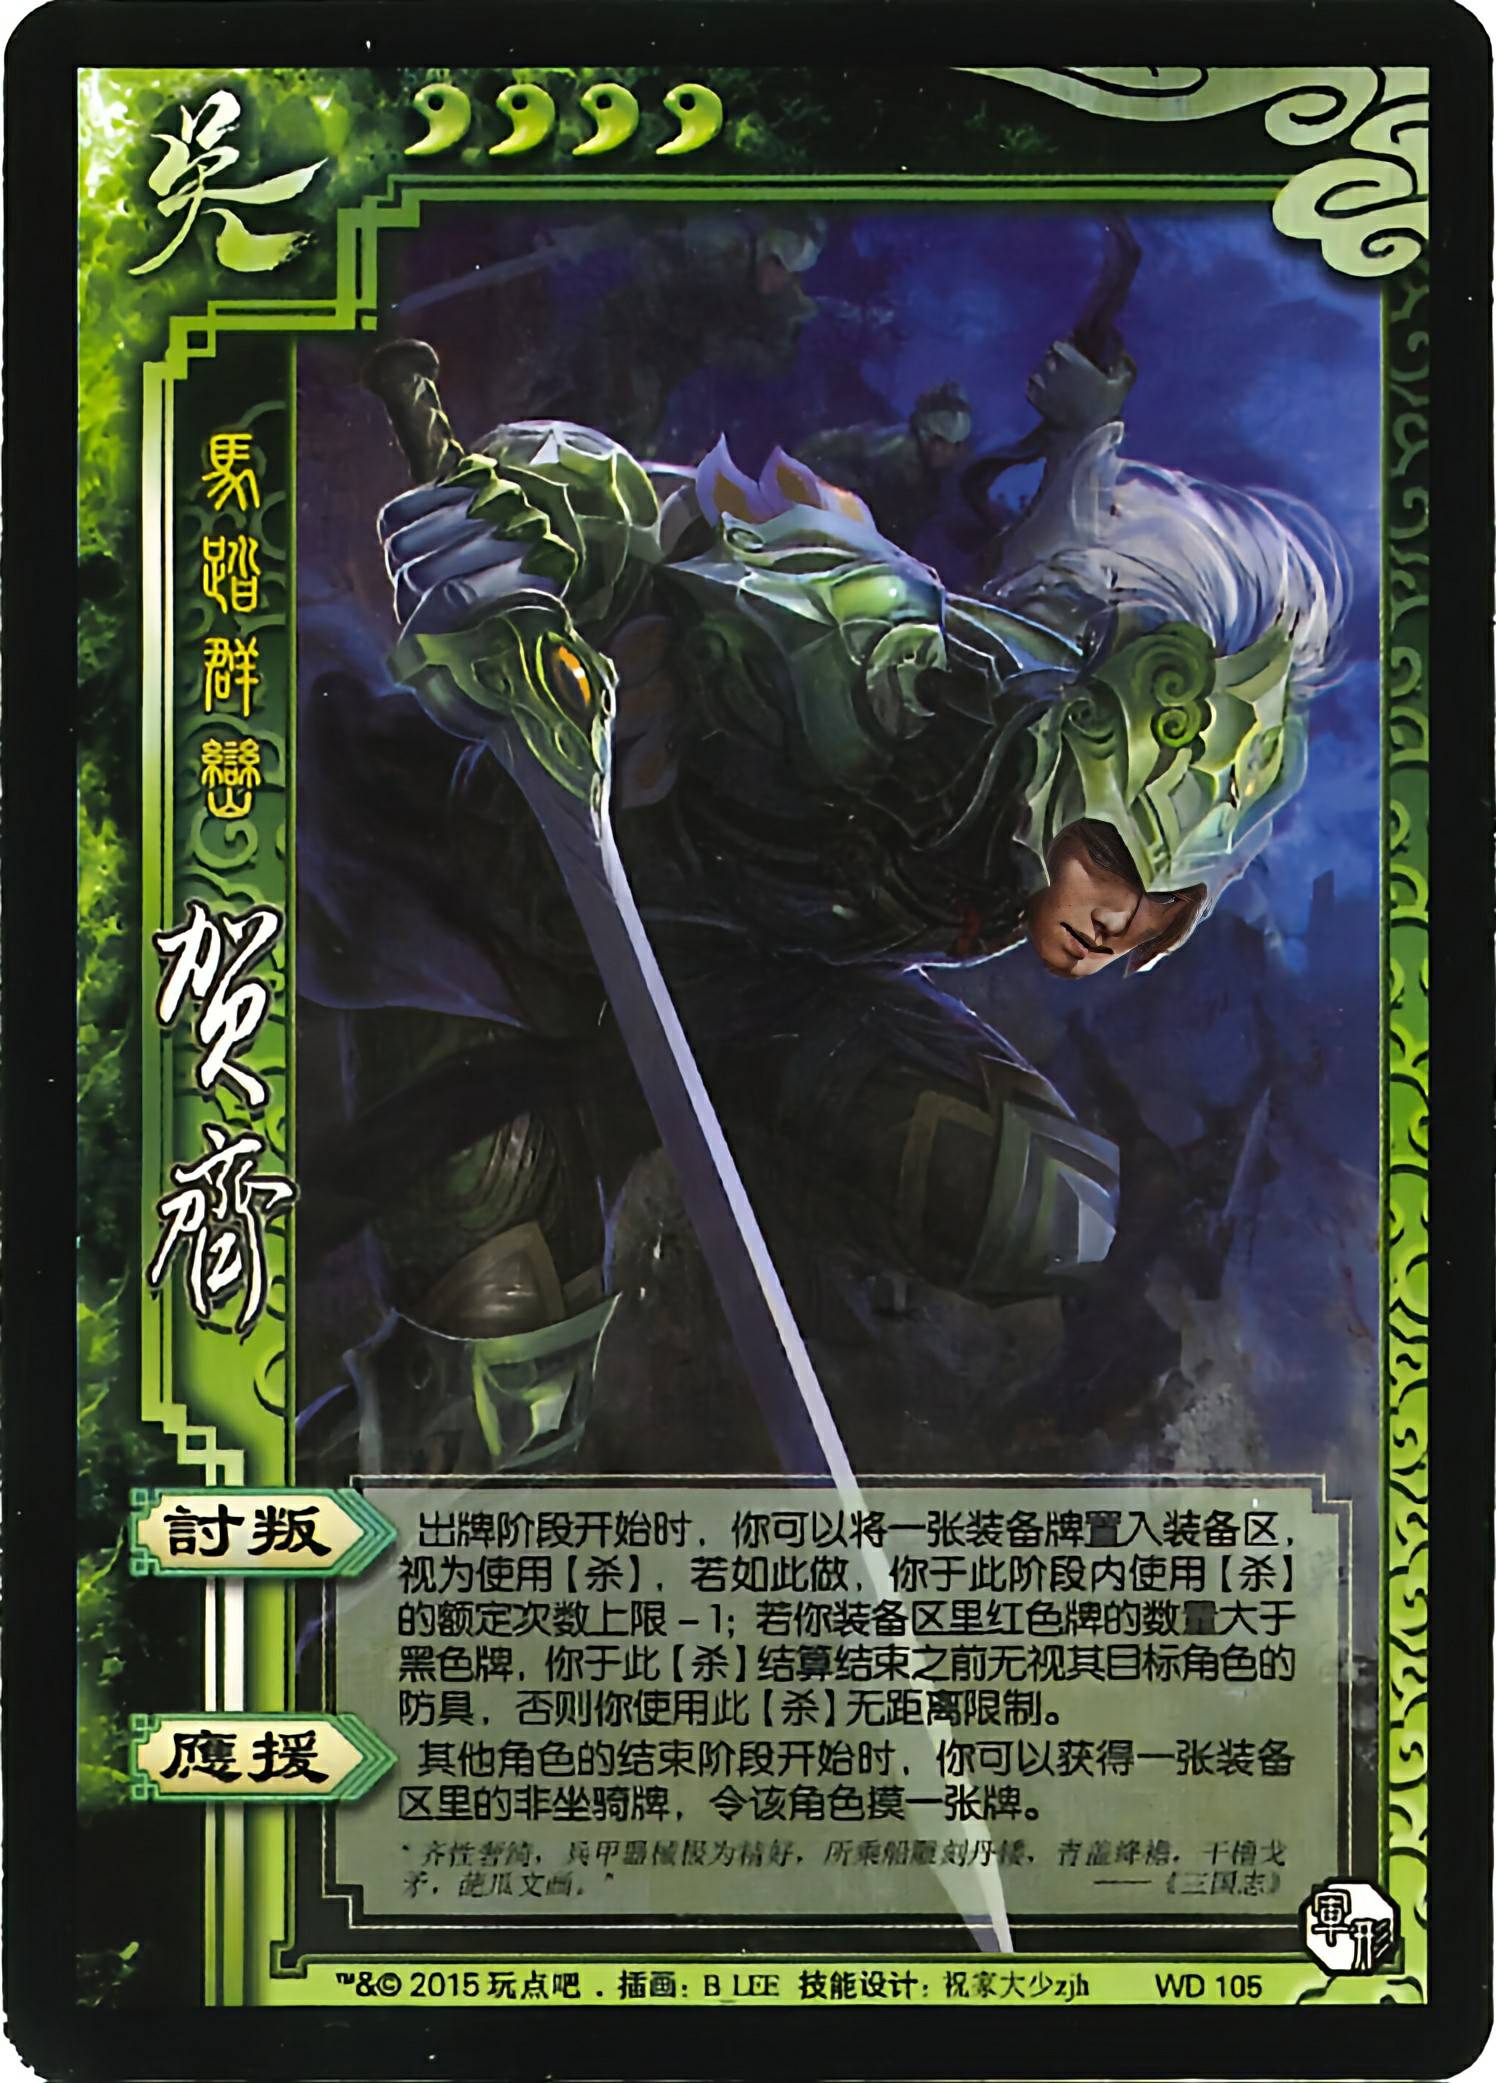 吴
馬踏群巒
贺齊
討叛
出牌阶段开始时，你可以将一张装备牌置入装备区，
视为使用【杀】，若如此做，你于此阶段内使用【杀】
的额定次数上限－1；若你装备区里红色牌的数量大于
黑色牌，你于此【杀】结算结束之前无视其目标角色的
防具，否则你使用此【杀】无距离限制。
應援
其他角色的结束阶段开始时，你可以获得一张装备
区里的非坐骑牌，令该角色摸一张牌。
“齐性奢绮，兵甲器械极为精好，所乘船雕刻丹镂，青盖绛襜，干橹戈
矛，葩瓜文画。”——《三国志》
軍形
™&© 2015 玩点吧．插画：B_LEE 技能设计：祝家大少zjh WD 105